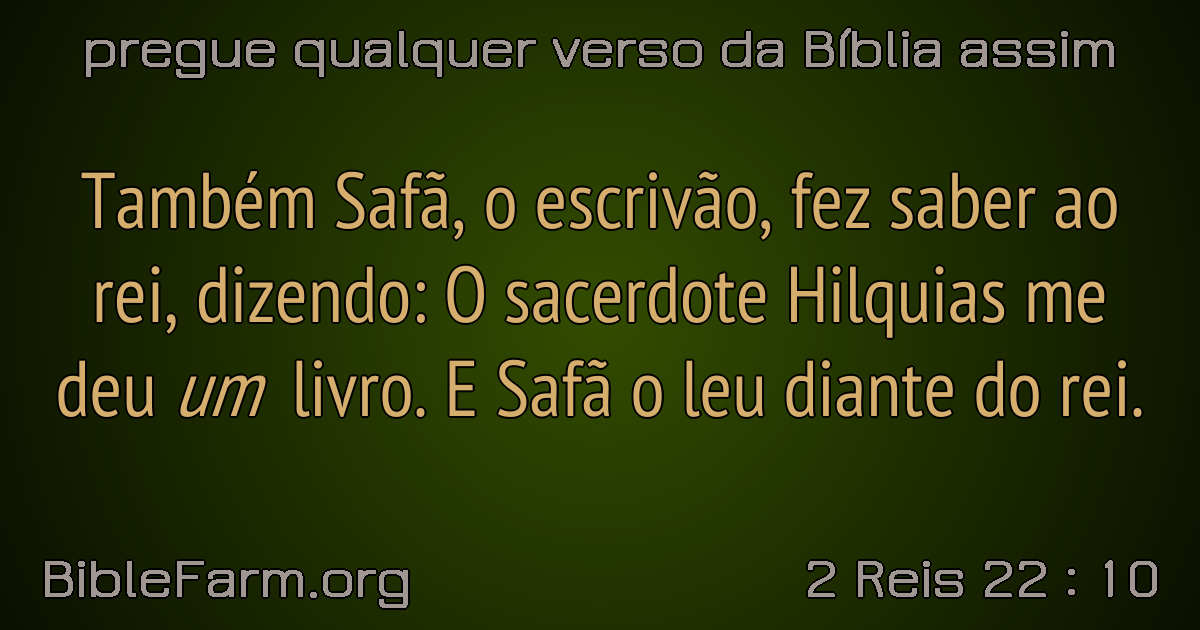 pregue qualquer verso da Bíblia assim
Também Safã, o escrivão, fez saber ao
rei, dizendo: O sacerdote Hilquias me
deu um livro. E Safã o leu diante do rei.
BibleFarm.org
2 Reis 22 : 10